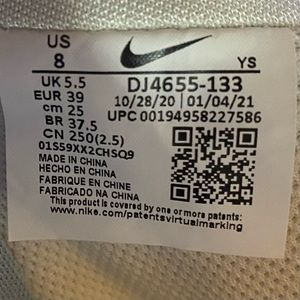 US
8
YS
UK 5.5
EUR 39
cm 25
BR 37.5
CN 250(2.5)
01S59XX2CHSQ9
DJ4655-133
10/28/20 01/04/21
UPC 00194958227586
MADE IN CHINA
HECHO EN CHINA
FABRIQUE EN CHINE
FABRICADO NA CHINA
This product is covered by one or more patents:
www.nike.com/patentsvirtualmarking